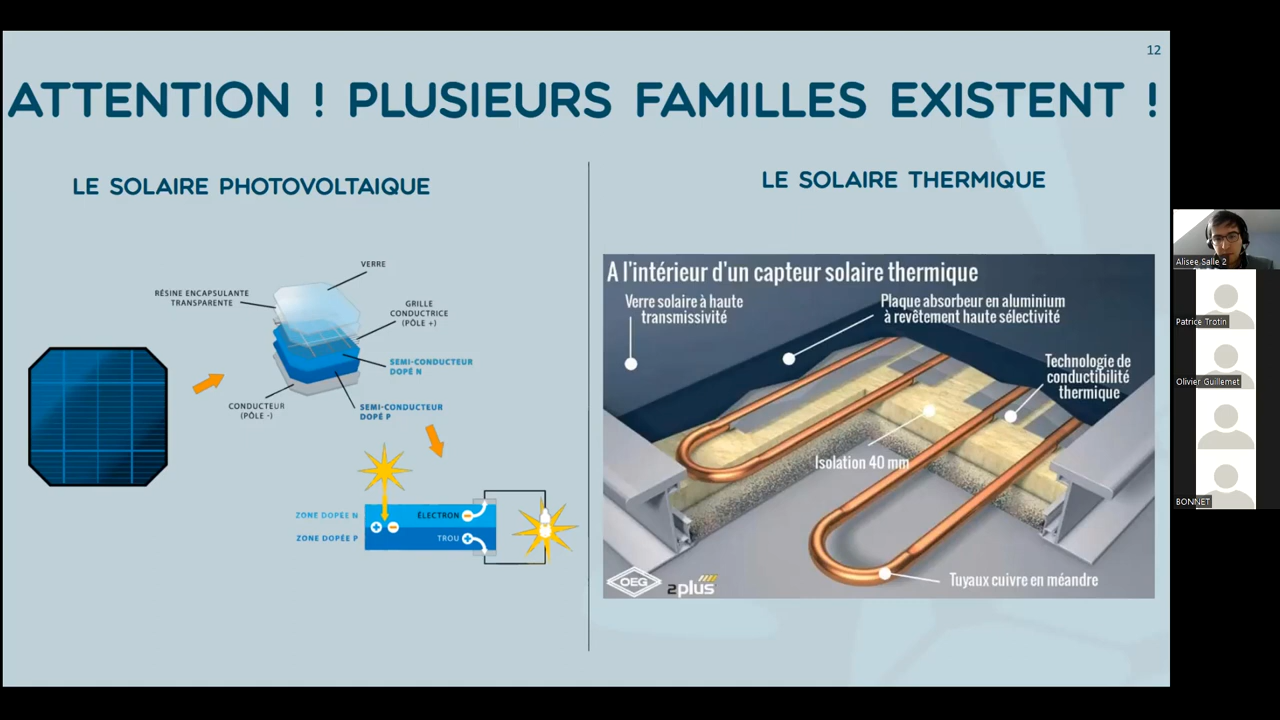 12
ATTENTION ! PLUSIEURS FAMILLES EXISTENT !
LE SOLAIRE PHOTOVOLTAIQUE
VERRE
RÉSINE ENCAPSULANTE
TRANSPARENTE
GRILLE
CONDUCTRICE
(PÔLE +)
SEMI-CONDUCTEUR
DOPÉ N
CONDUCTEUR
(PÔLE -)
SEMI-CONDUCTEUR
DOPÉ P
ZONE DOPÉE N
ÉLECTRON
ZONE DOPÉE P
TROU
LE SOLAIRE THERMIQUE
A l'intérieur d'un capteur solaire thermique
Verre solaire à haute
transmissivité
Plaque absorbeur en aluminium
à revêtement haute sélectivité
Technologie de
conductibilité
thermique
Isolation 40 mm
Tuyaux cuivre en méandre
OEG
2plus
Alisee Salle 2
Patrice Trotin
Olivier Guillemet
BONNET